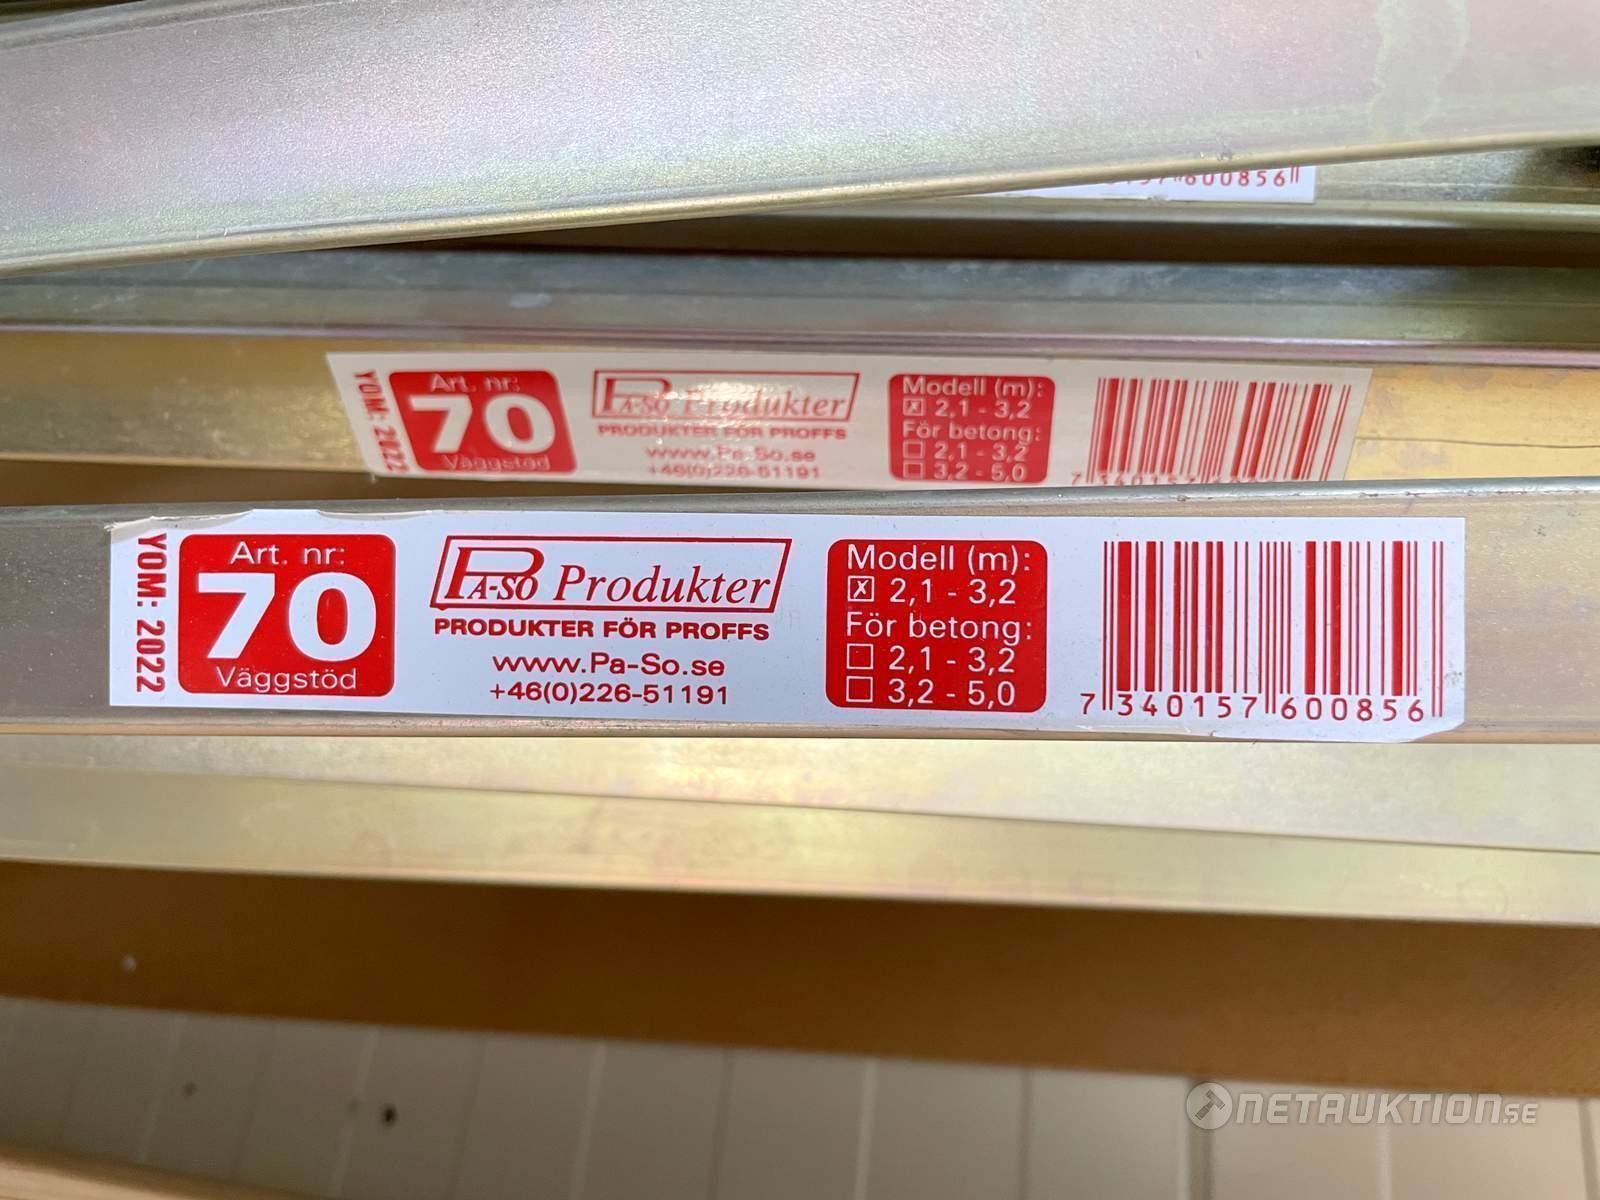 7 600856
YOM: 2022
Art. nr:
70
Väggstöd
PA-SO Produkter
PRODUKTER FÖR PROFFS
www.Pa-So.se
+46(0)226-51191
Modell (m):
☒ 2,1 - 3,2
För betong:
☐ 2,1 - 3,2
☐ 3,2 - 5,0
7 340157
YOM: 2022
Art. nr:
70
Väggstöd
PA-SO Produkter
PRODUKTER FÖR PROFFS
www.Pa-So.se
+46(0)226-51191
Modell (m):
☒ 2,1 - 3,2
För betong:
☐ 2,1 - 3,2
☐ 3,2 - 5,0
7 340157 600856
NETAUKTION.SE